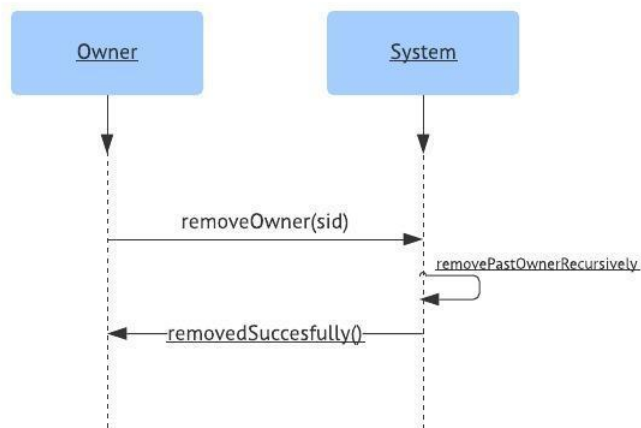 Owner
System
removeOwner(sid)
removePastOwnerRecursively
removedSuccesfully()